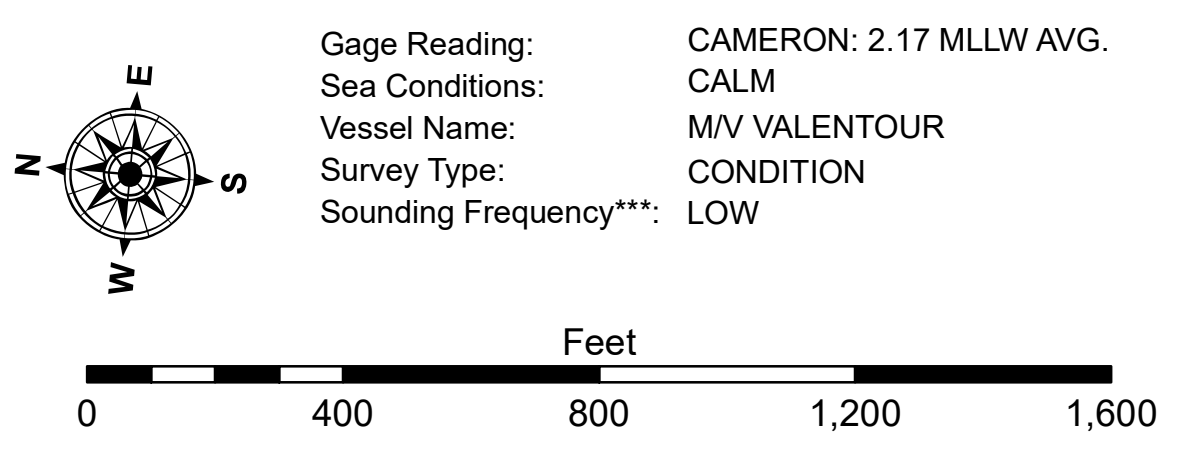 E
N
S
W
Gage Reading: CAMERON: 2.17 MLLW AVG.
Sea Conditions: CALM
Vessel Name: M/V VALENTOUR
Survey Type: CONDITION
Sounding Frequency***: LOW
Feet
0 400 800 1,200 1,600